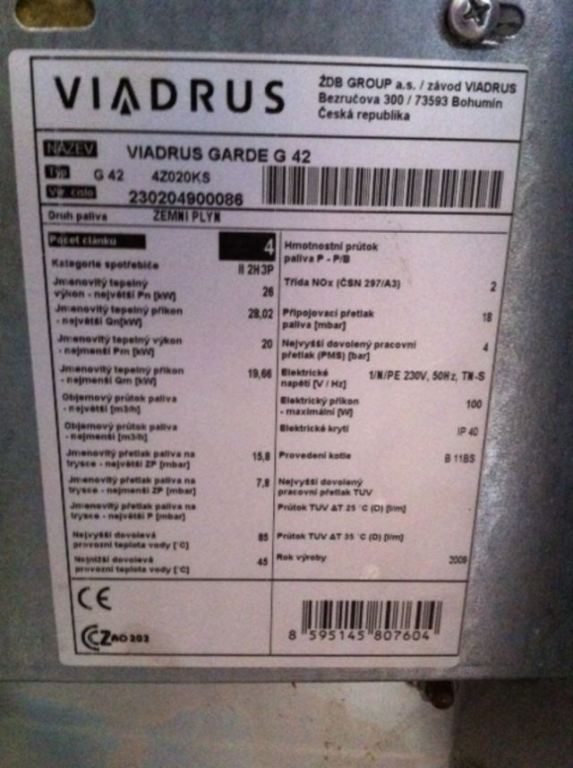 VIADRUS
ŽDB GROUP a.s. / závod VIADRUS
Bezručova 300 / 73593 Bohumín
Česká republika
NÁZEV VIADRUS GARDE G 42
Typ G 42 4Z020KS
Výr. číslo 230204900086
Druh paliva ZEMNÍ PLYN
Počet článků 4
Kategorie spotřebiče II 2H3P
Jmenovitý tepelný
výkon - největší Pn [kW] 26
Jmenovitý tepelný příkon
- největší Qn[kW] 28,02
Jmenovitý tepelný výkon
- nejmenší Pm [kW] 20
Jmenovitý tepelný příkon
- nejmenší Qm [kW] 19,66
Objemový průtok paliva
- největší [m3/h]
Objemový průtok paliva
- nejmenší [m3/h]
Jmenovitý přetlak paliva na
trysce - největší ZP [mbar] 15,8
Jmenovitý přetlak paliva na
trysce - nejmenší ZP [mbar] 7,8
Jmenovitý přetlak paliva na
trysce - největší P [mbar]
Nejvyšší dovolená
provozní teplota vody [°C] 85
Nejnižší dovolená
provozní teplota vody [°C] 45
Hmotnostní průtok
paliva P - P/B
Třída NOx (ČSN 297/A3) 2
Připojovací přetlak
paliva [mbar] 18
Nejvyšší dovolený pracovní
přetlak (PMS) [bar] 4
Elektrické
napětí [V / Hz] 1/N/PE 230V, 50Hz, TN-S
Elektrický příkon
- maximální [W] 100
Elektrické krytí IP 40
Provedení kotle B 11BS
Nejvyšší dovolený
pracovní přetlak TUV
Průtok TUV ΔT 25 °C (D) [l/m]
Průtok TUV ΔT 35 °C (D) [l/m]
Rok výroby
CE
CZ AO 202
8 595145 807604